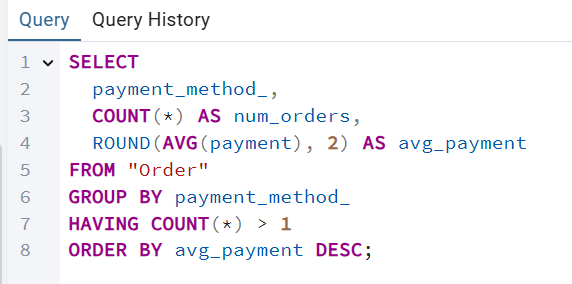 Query Query History
1 SELECT
2 payment_method_,
3 COUNT(*) AS num_orders,
4 ROUND(AVG(payment), 2) AS avg_payment
5 FROM "Order"
6 GROUP BY payment_method_
7 HAVING COUNT(*) > 1
8 ORDER BY avg_payment DESC;